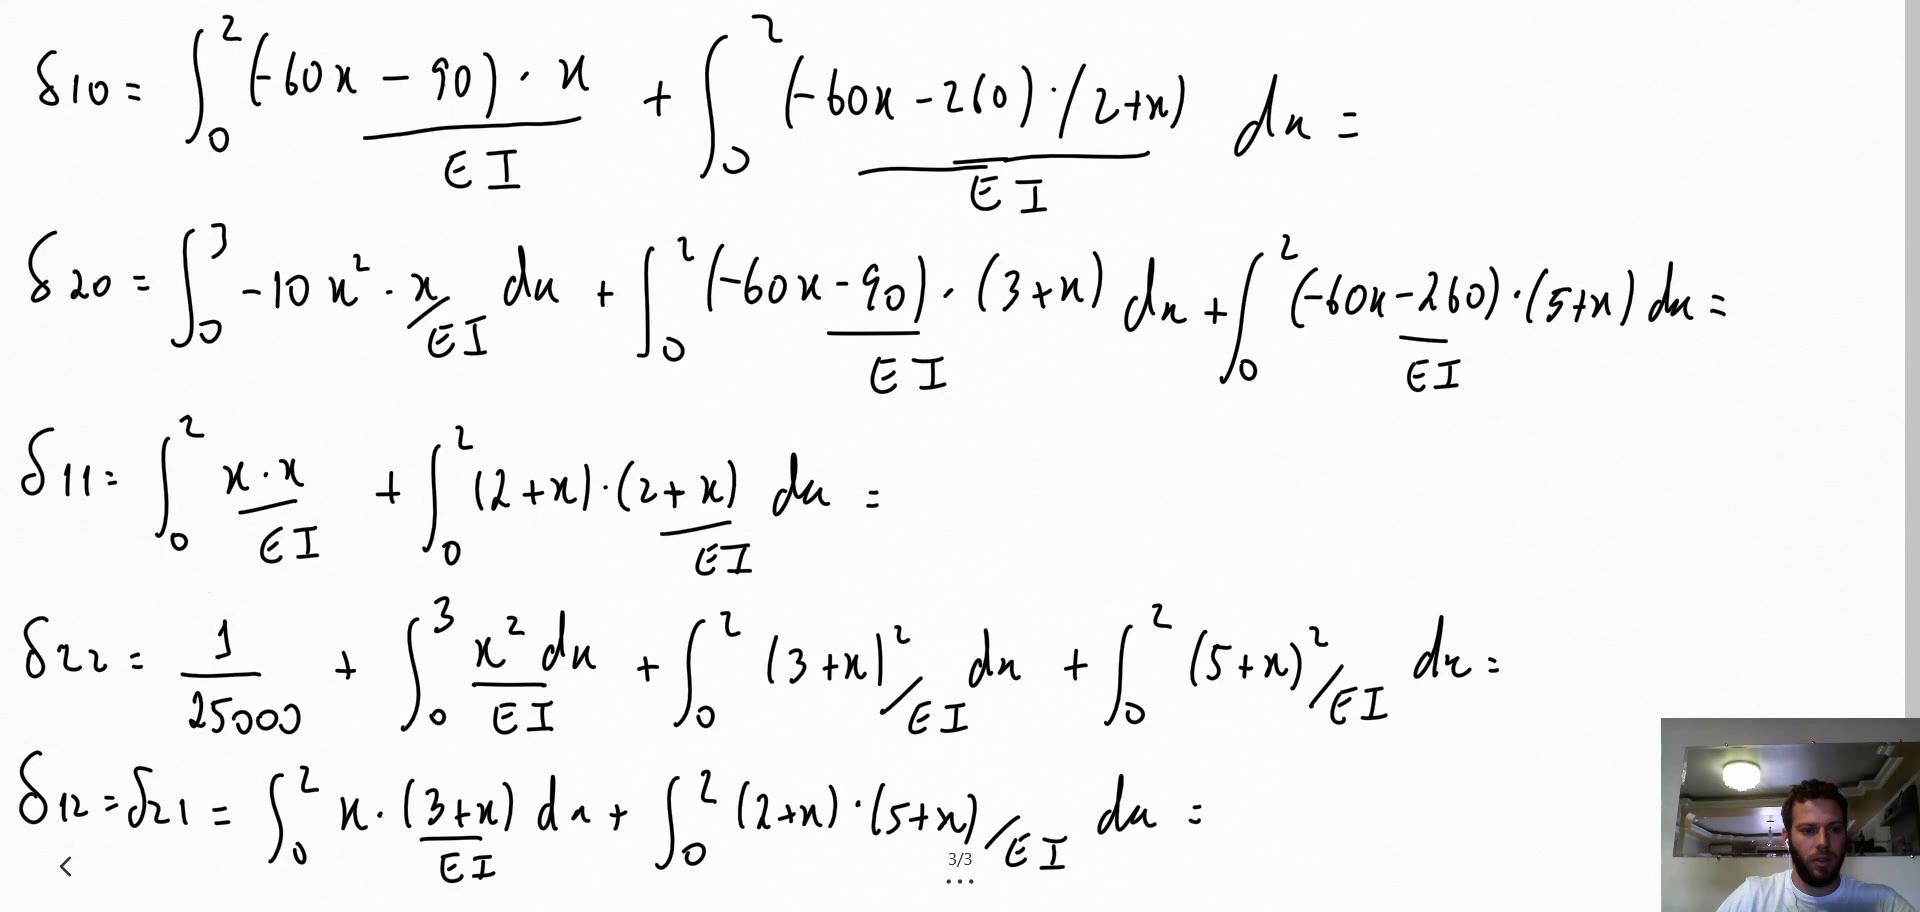 δ10 = ∫₀² (-60x - 90) · x / EI + ∫₀² (-60x - 260) · (2+x) / EI dx =
δ20 = ∫₀³ -10x² · x/EI dx + ∫₀² (-60x - 90) · (3+x) / EI dx + ∫₀² (-60x - 260) · (5+x) / EI dx =
δ11 = ∫₀² x · x / EI + ∫₀² (2+x) · (2+x) / EI dx =
δ22 = 1 / 25000 + ∫₀³ x² / EI dx + ∫₀² (3+x)² / EI dx + ∫₀² (5+x)² / EI dx =
δ12 = δ21 = ∫₀² x · (3+x) / EI dx + ∫₀² (2+x) · (5+x) / EI dx =
3/3